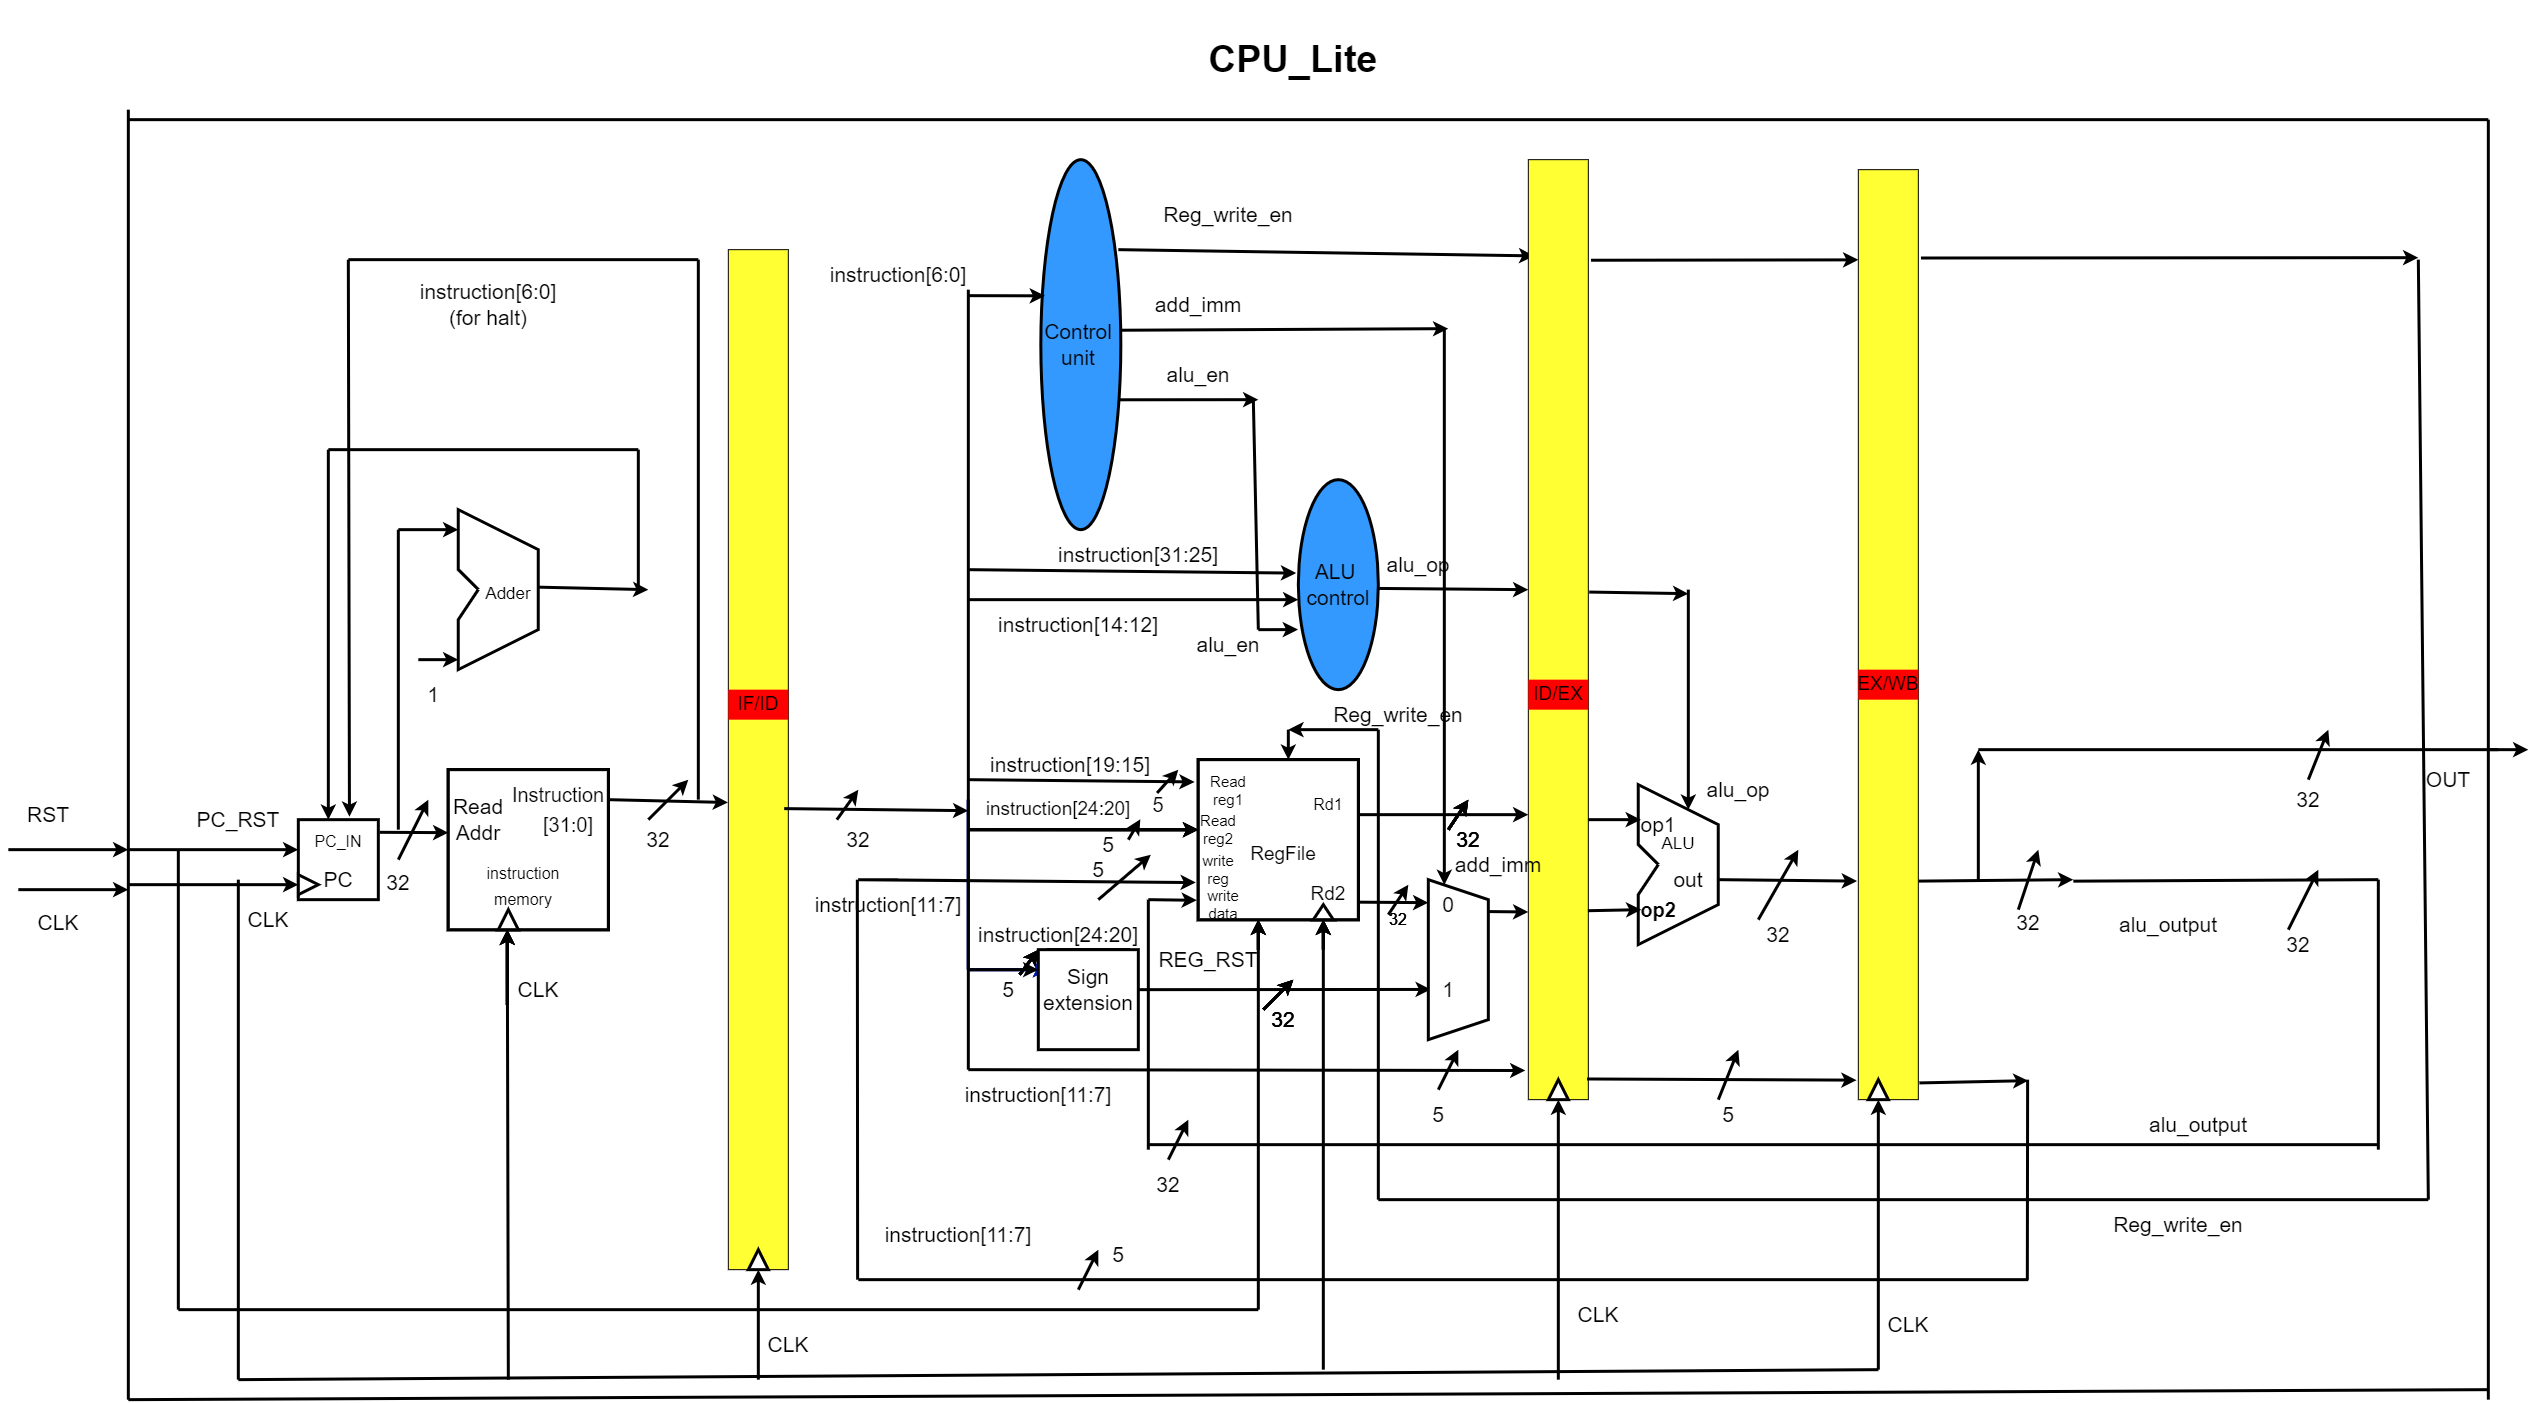 CPU_Lite
Reg_write_en
instruction[6:0]
instruction[6:0]
(for halt)
add_imm
Control
unit
alu_en
instruction[31:25]
alu_op
ALU
control
Adder
instruction[14:12]
alu_en
1
IF/ID
ID/EX
EX/WB
Reg_write_en
instruction[19:15]
Read
reg1
5
Rd1
instruction[24:20]
Read
reg2
5
RegFile
write
reg
5
write
data
Rd2
instruction[11:7]
RST
PC_RST
PC_IN
PC
CLK
CLK
32
Read
Addr
Instruction
[31:0]
instruction
memory
32
32
CLK
32
32
add_imm
0
1
alu_op
op1
ALU
out
op2
32
32
OUT
32
alu_output
32
instruction[24:20]
5
Sign
extension
REG_RST
32
instruction[11:7]
5
5
alu_output
32
Reg_write_en
instruction[11:7]
5
CLK
CLK
CLK